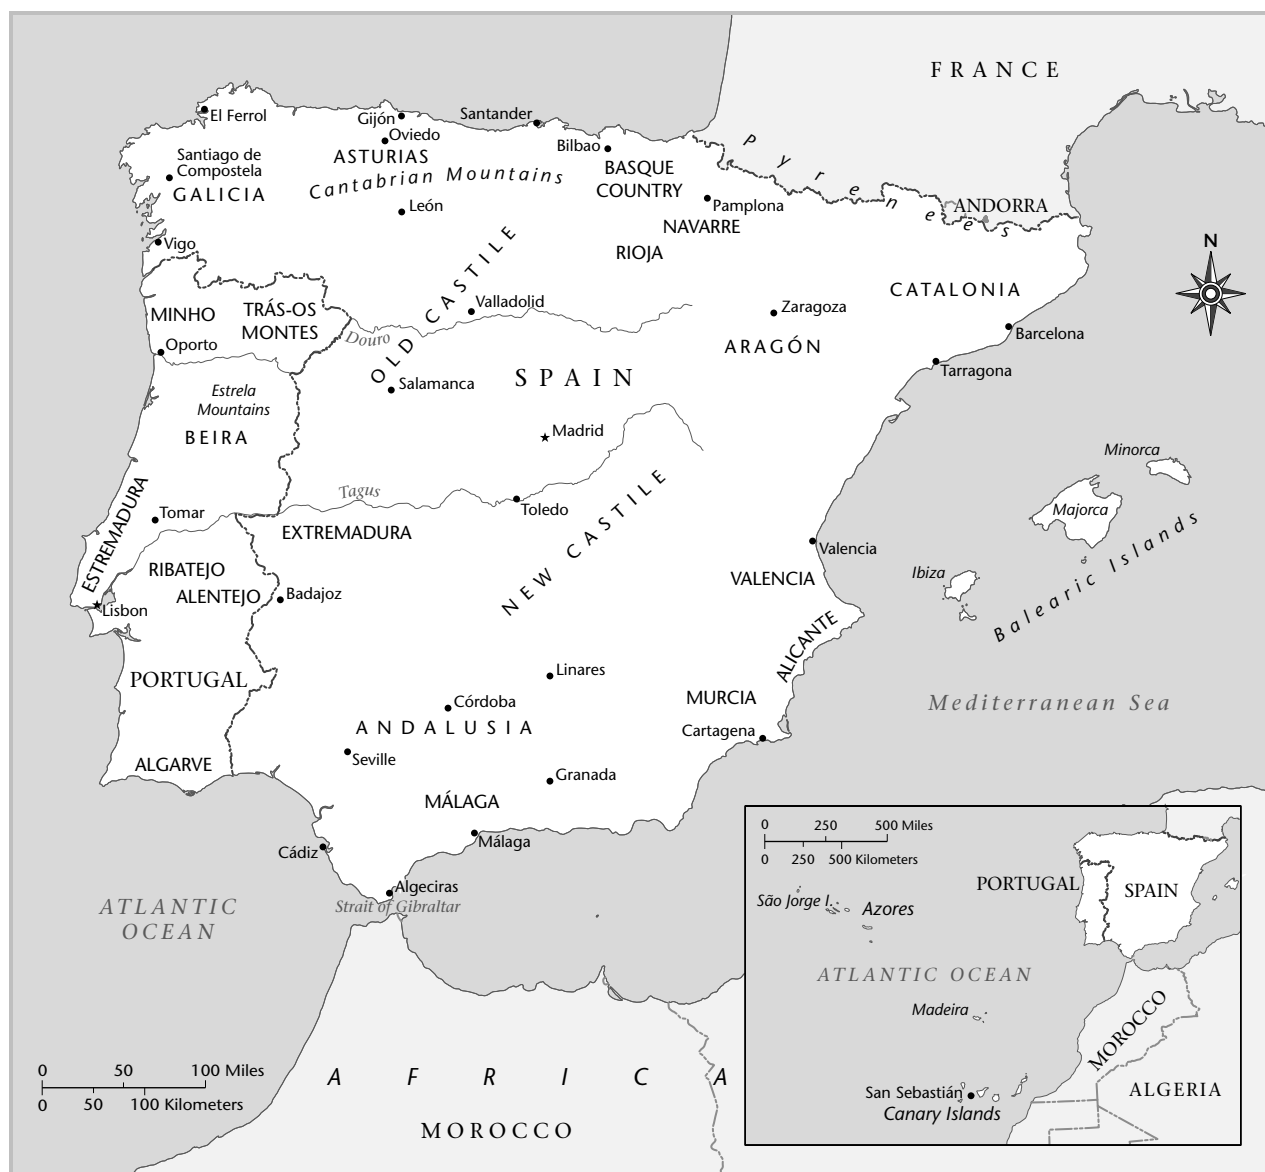 FRANCE
El Ferrol
Gijón
Santander
Oviedo
Bilbao
Pyrenees
Santiago de
Compostela
ASTURIAS
BASQUE
COUNTRY
GALICIA
Cantabrian Mountains
León
Pamplona
ANDORRA
NAVARRE
Vigo
RIOJA
N
OLD CASTILE
CATALONIA
MINHO
TRÁS-OS
MONTES
Valladolid
Zaragoza
Douro
Barcelona
Oporto
ARAGÓN
Tarragona
Estrela
Mountains
Salamanca
SPAIN
BEIRA
Madrid
Minorca
Tagus
Majorca
ESTREMADURA
Tomar
Toledo
EXTREMADURA
NEW CASTILE
Valencia
Balearic Islands
RIBATEJO
VALENCIA
Ibiza
ALENTEJO
Badajoz
Lisbon
ALICANTE
PORTUGAL
Linares
MURCIA
Mediterranean Sea
Córdoba
ANDALUSIA
Cartagena
Seville
ALGARVE
Granada
MÁLAGA
Málaga
Cádiz
Algeciras
Strait of Gibraltar
ATLANTIC
OCEAN
0 50 100 Miles
0 50 100 Kilometers
AFRICA
MOROCCO
0 250 500 Miles
0 250 500 Kilometers
PORTUGAL
SPAIN
São Jorge I.
Azores
ATLANTIC OCEAN
Madeira
MOROCCO
San Sebastián
Canary Islands
ALGERIA